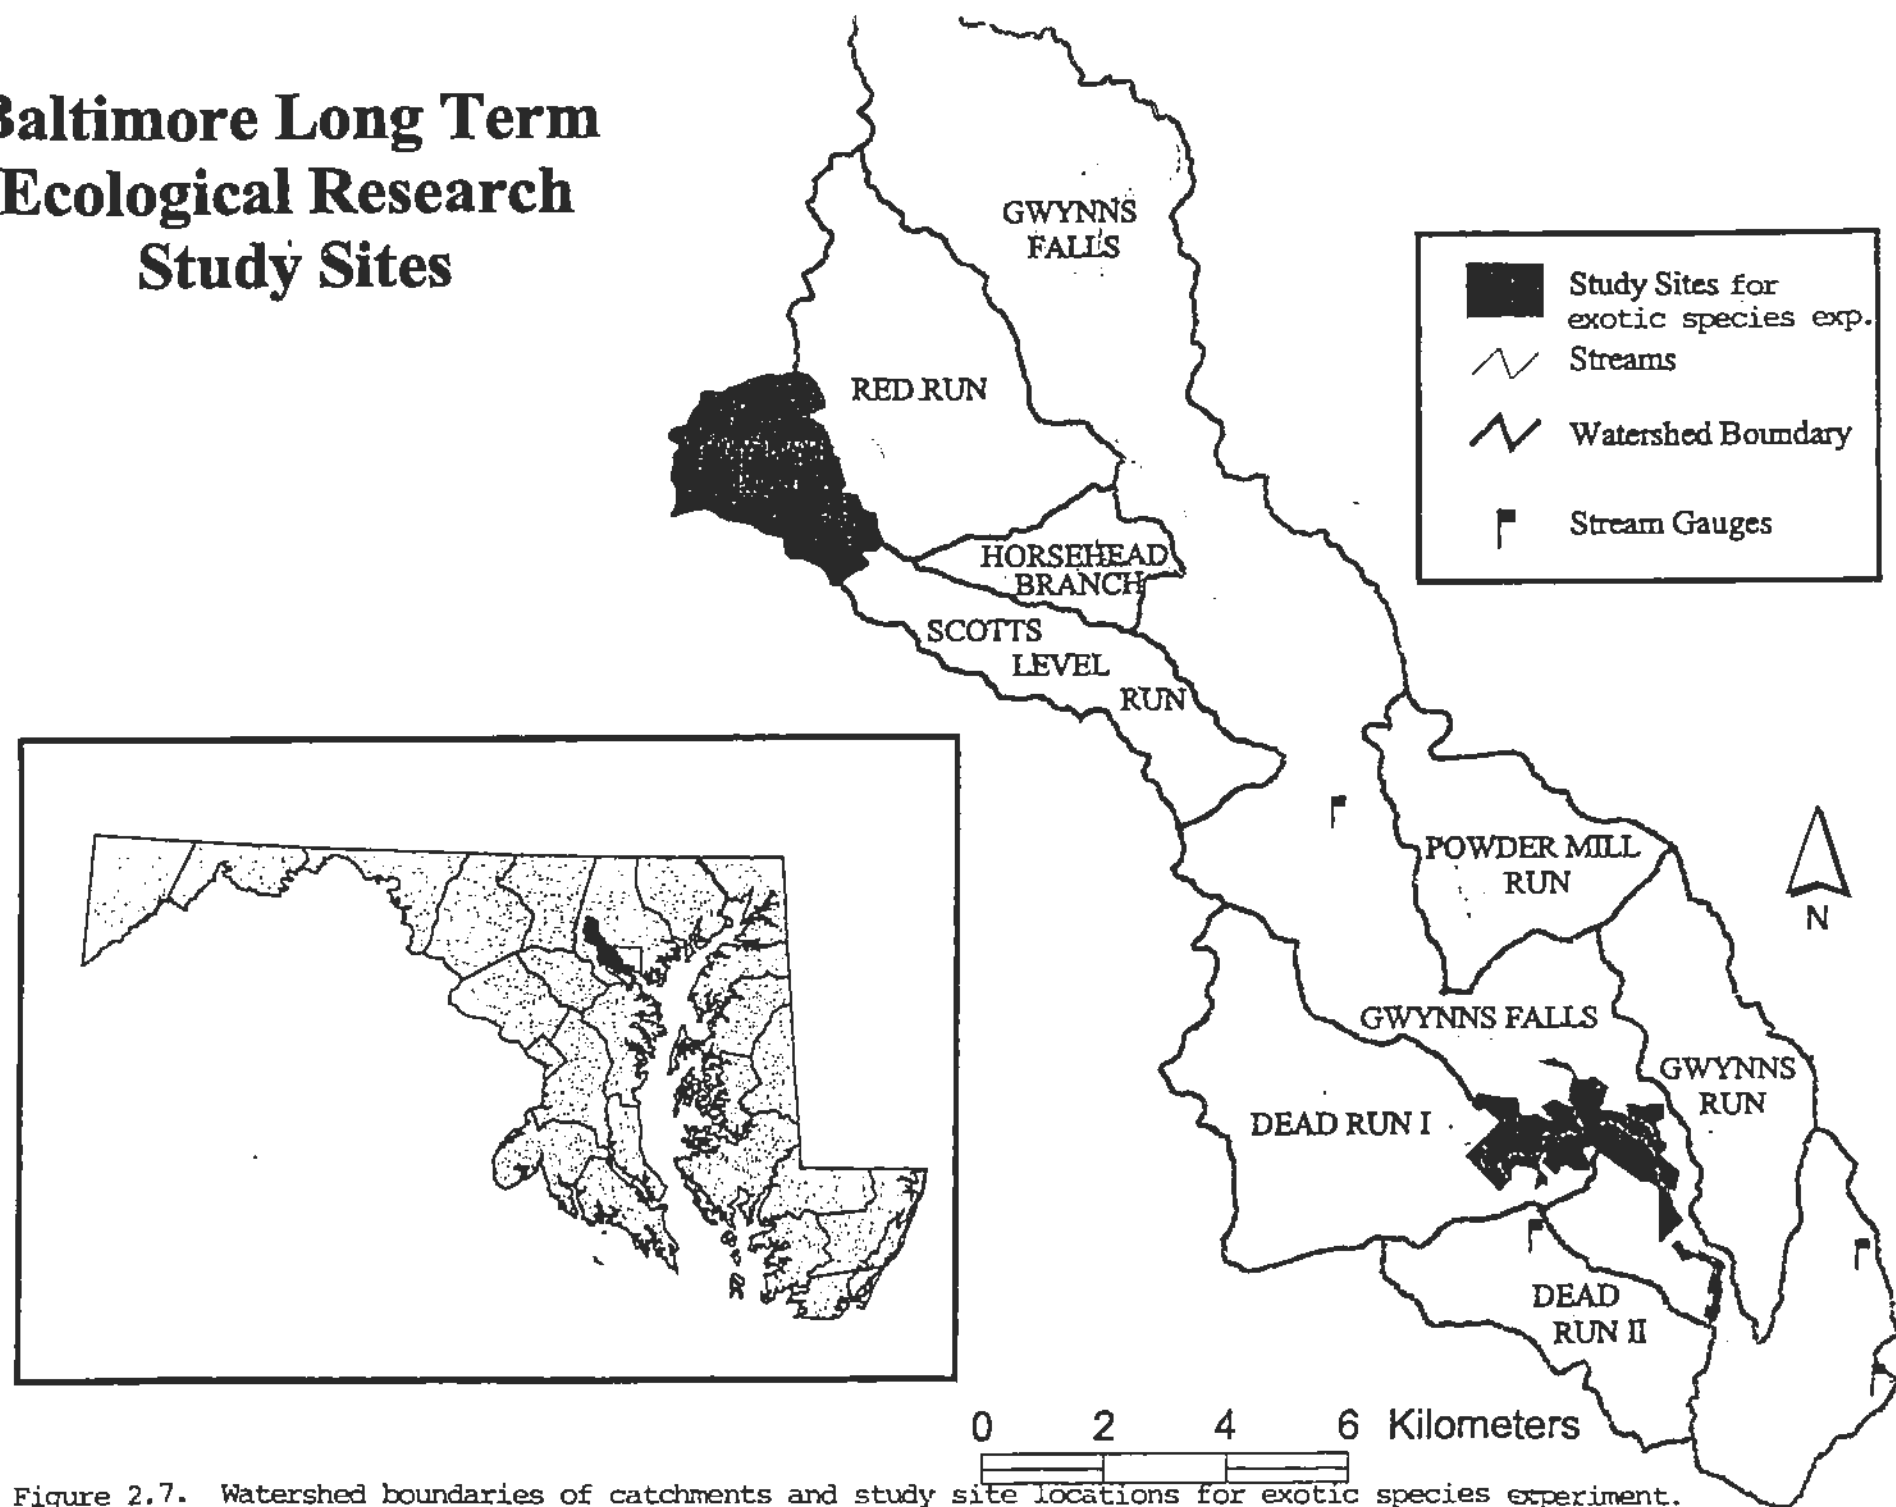 Baltimore Long Term
Ecological Research
Study Sites
GWYNNS
FALLS
RED RUN
HORSEHEAD
BRANCH
SCOTTS
LEVEL
RUN
POWDER MILL
RUN
GWYNNS FALLS
GWYNNS
RUN
DEAD RUN I
DEAD
RUN II
Study Sites for
exotic species exp.
Streams
Watershed Boundary
Stream Gauges
N
0 2 4 6 Kilometers
Figure 2.7. Watershed boundaries of catchments and study site locations for exotic species experiment.